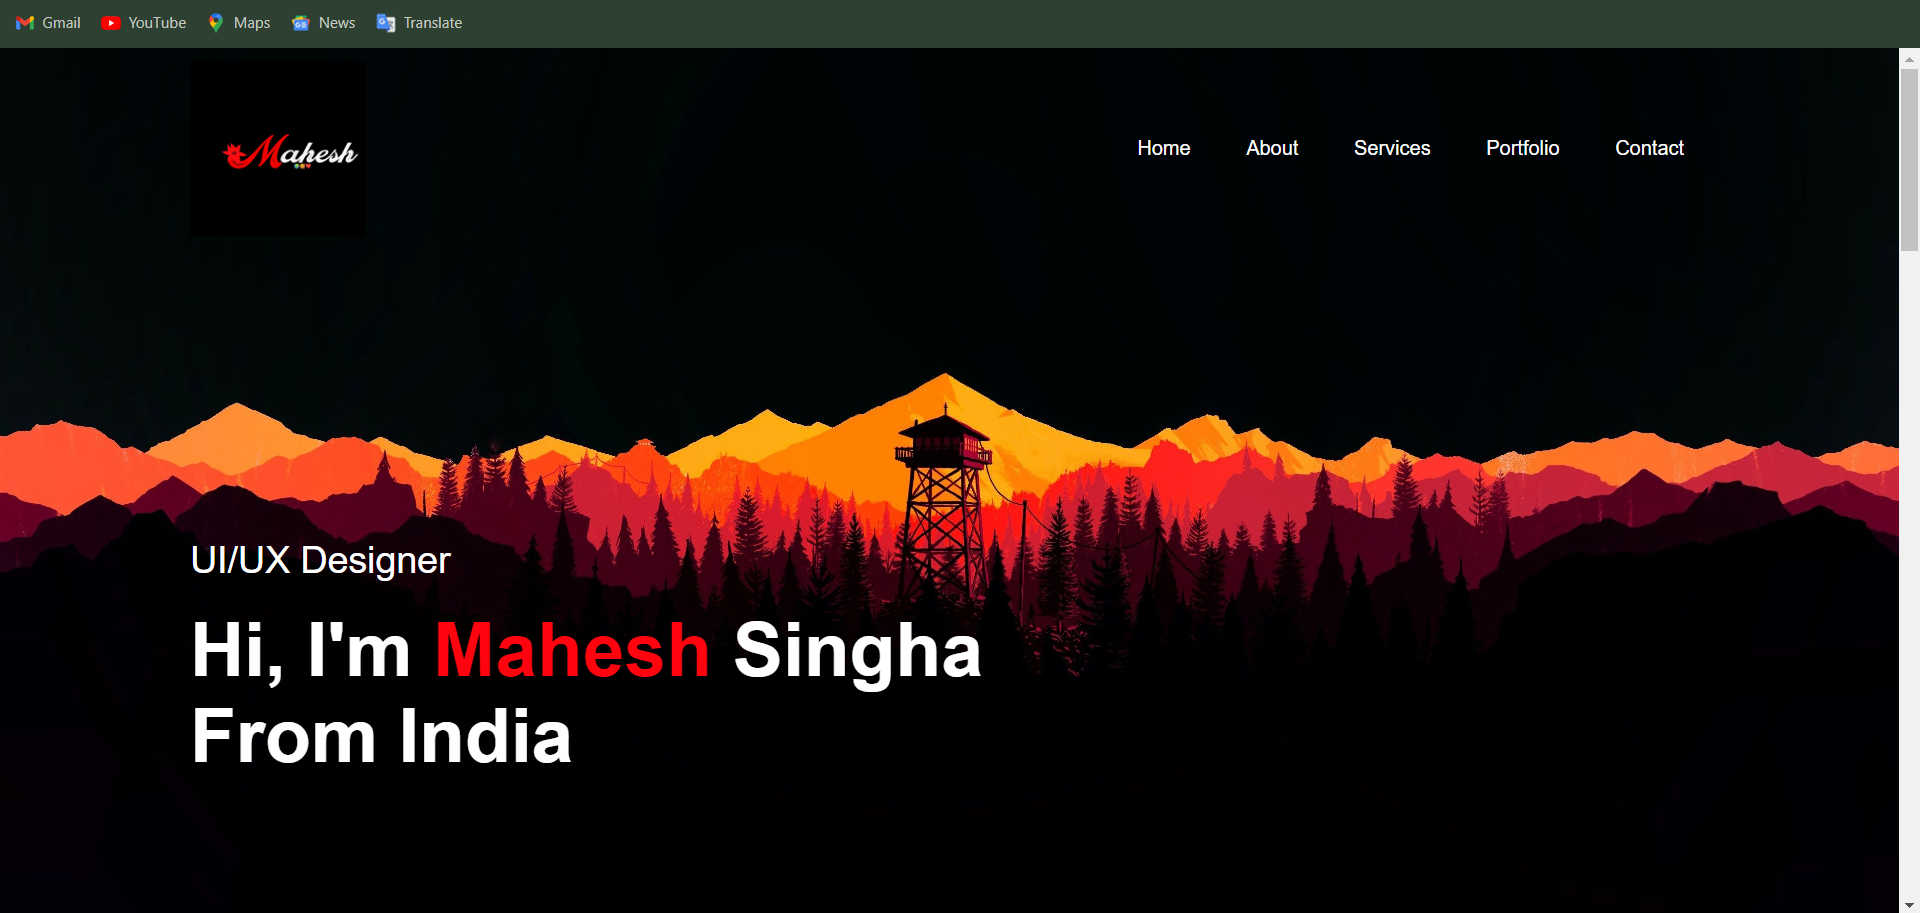 Gmail YouTube Maps News Translate
Mahesh
Home About Services Portfolio Contact
UI/UX Designer
Hi, I'm Mahesh Singha
From India